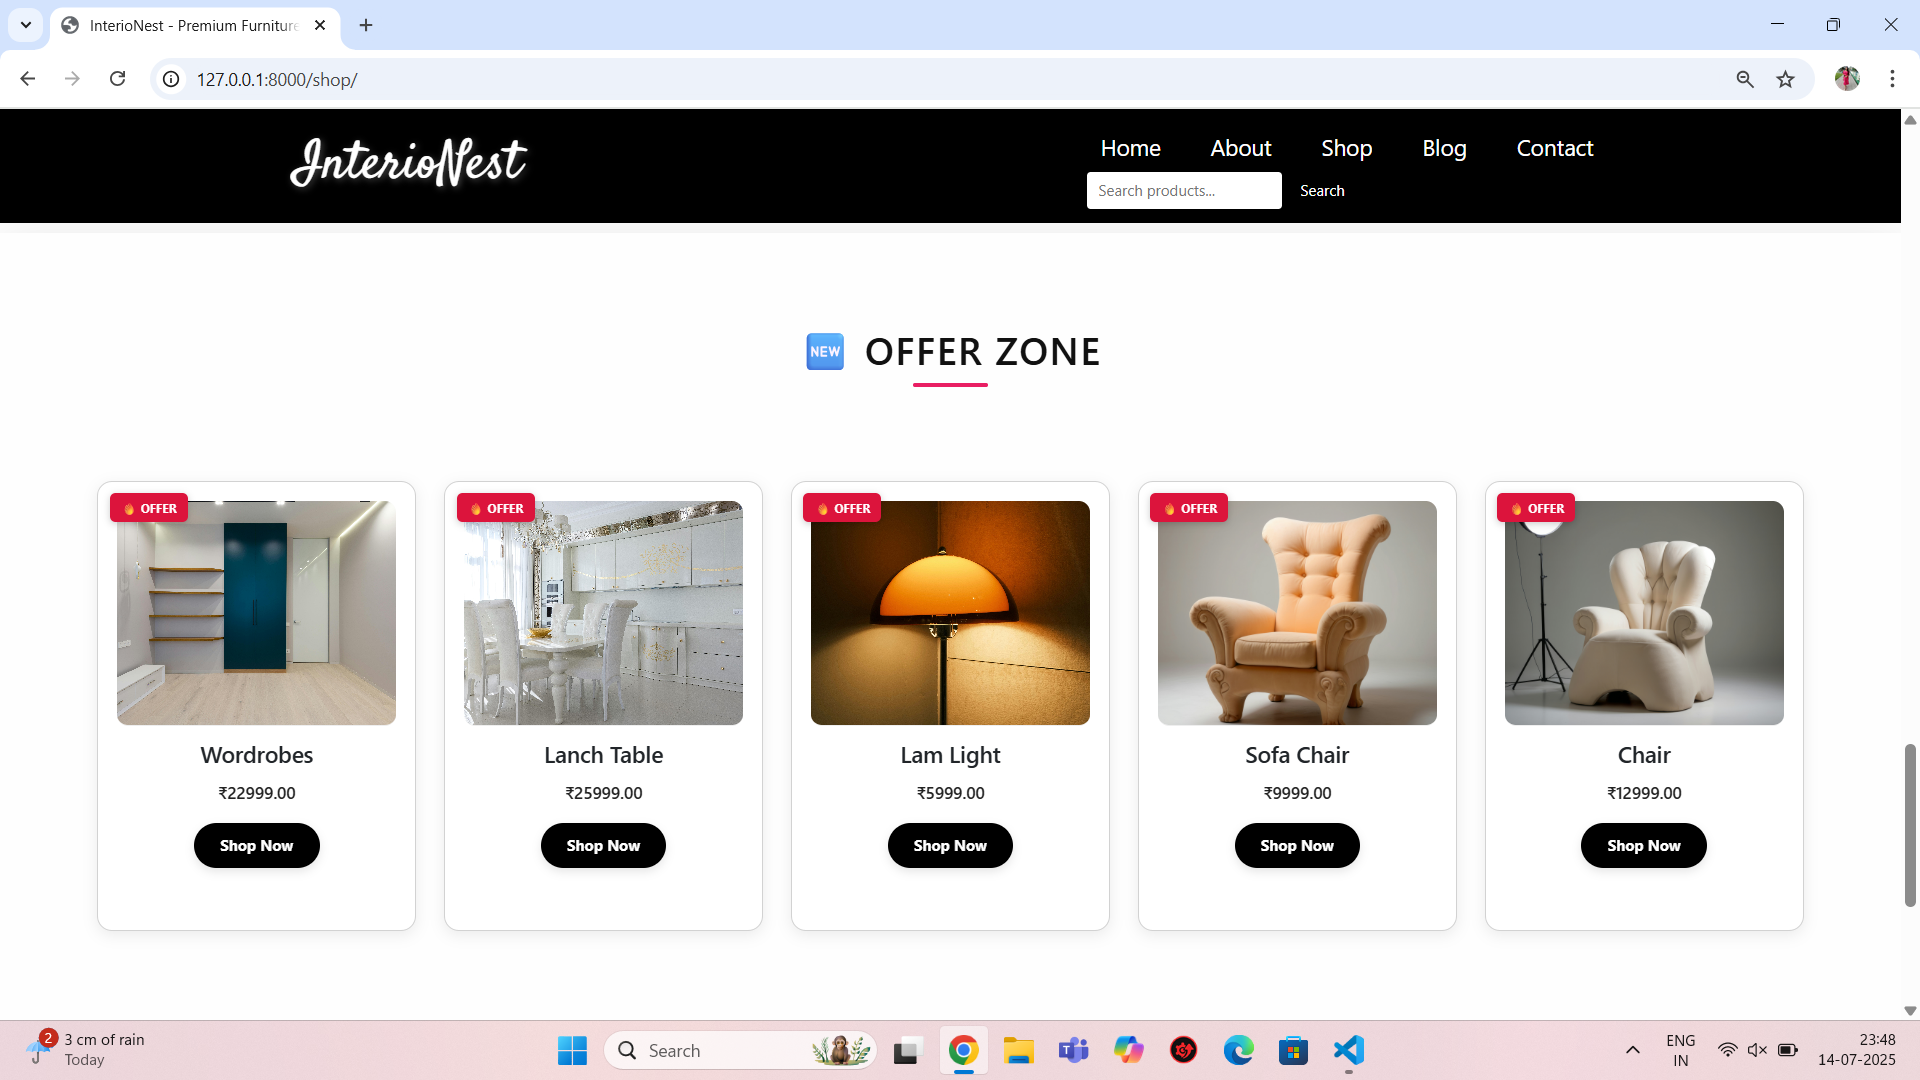 InterioNest - Premium Furniture
127.0.0.1:8000/shop/
InterioNest
Home About Shop Blog Contact
Search products... Search
NEW OFFER ZONE
OFFER OFFER OFFER OFFER OFFER
Wordrobes Lanch Table Lam Light Sofa Chair Chair
₹22999.00 ₹25999.00 ₹5999.00 ₹9999.00 ₹12999.00
Shop Now Shop Now Shop Now Shop Now Shop Now
2 3 cm of rain
Today
Search
ENG
IN
23:48
14-07-2025